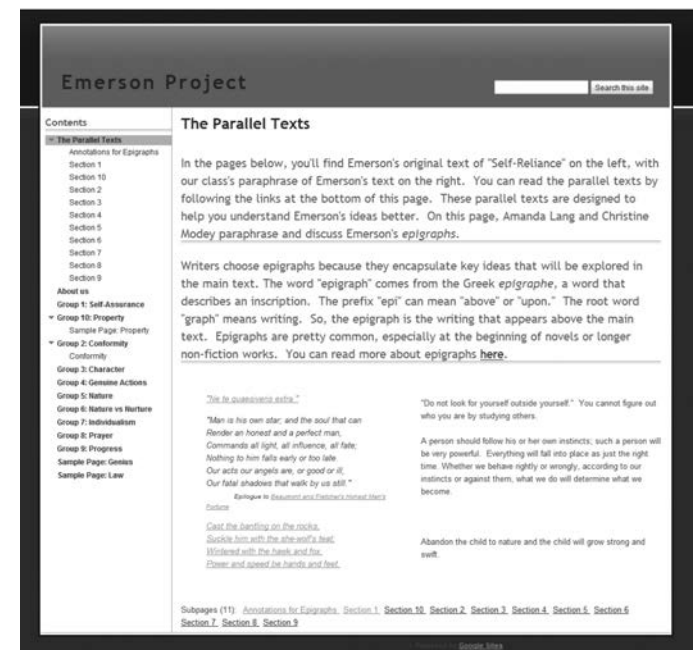 Emerson Project
Search this site
Contents
The Parallel Texts
Annotations for Epigraphs
Section 1
Section 10
Section 2
Section 3
Section 4
Section 5
Section 6
Section 7
Section 8
Section 9
About us
Group 1: Self-Assurance
Group 10: Property
Sample Page: Property
Group 2: Conformity
Conformity
Group 3: Character
Group 4: Genuine Actions
Group 5: Nature
Group 6: Nature vs Nurture
Group 7: Individualism
Group 8: Prayer
Group 9: Progress
Sample Page: Genius
Sample Page: Law
The Parallel Texts
In the pages below, you'll find Emerson's original text of "Self-Reliance" on the left, with
our class's paraphrase of Emerson's text on the right. You can read the parallel texts by
following the links at the bottom of this page. These parallel texts are designed to
help you understand Emerson's ideas better. On this page, Amanda Lang and Christine
Modey paraphrase and discuss Emerson's epigraphs.
Writers choose epigraphs because they encapsulate key ideas that will be explored in
the main text. The word "epigraph" comes from the Greek epigraphe, a word that
describes an inscription. The prefix "epi" can mean "above" or "upon." The root word
"graph" means writing. So, the epigraph is the writing that appears above the main
text. Epigraphs are pretty common, especially at the beginning of novels or longer
non-fiction works. You can read more about epigraphs here.
"Ne te quaesivens extra."
"Man is his own star; and the soul that can
Render an honest and a perfect man,
Commands all light, all influence, all fate;
Nothing to him falls early or too late.
Our acts our angels are, or good or ill,
Our fatal shadows that walk by us still."
Epilogue to Beaumont and Fletcher's Honest Man's
Fortune
Cast the bantling on the rocks,
Suckle him with the she-wolf's teat,
Wintered with the hawk and fox,
Power and speed be hands and feet.
"Do not look for yourself outside yourself." You cannot figure out
who you are by studying others.
A person should follow his or her own instincts; such a person will
be very powerful. Everything will fall into place as just the right
time. Whether we behave rightly or wrongly, according to our
instincts or against them, what we do will determine what we
become.
Abandon the child to nature and the child will grow strong and
swift.
Subpages (11): Annotations for Epigraphs Section 1 Section 10 Section 2 Section 3 Section 4 Section 5 Section 6
Section 7 Section 8 Section 9
Powered by Google Sites